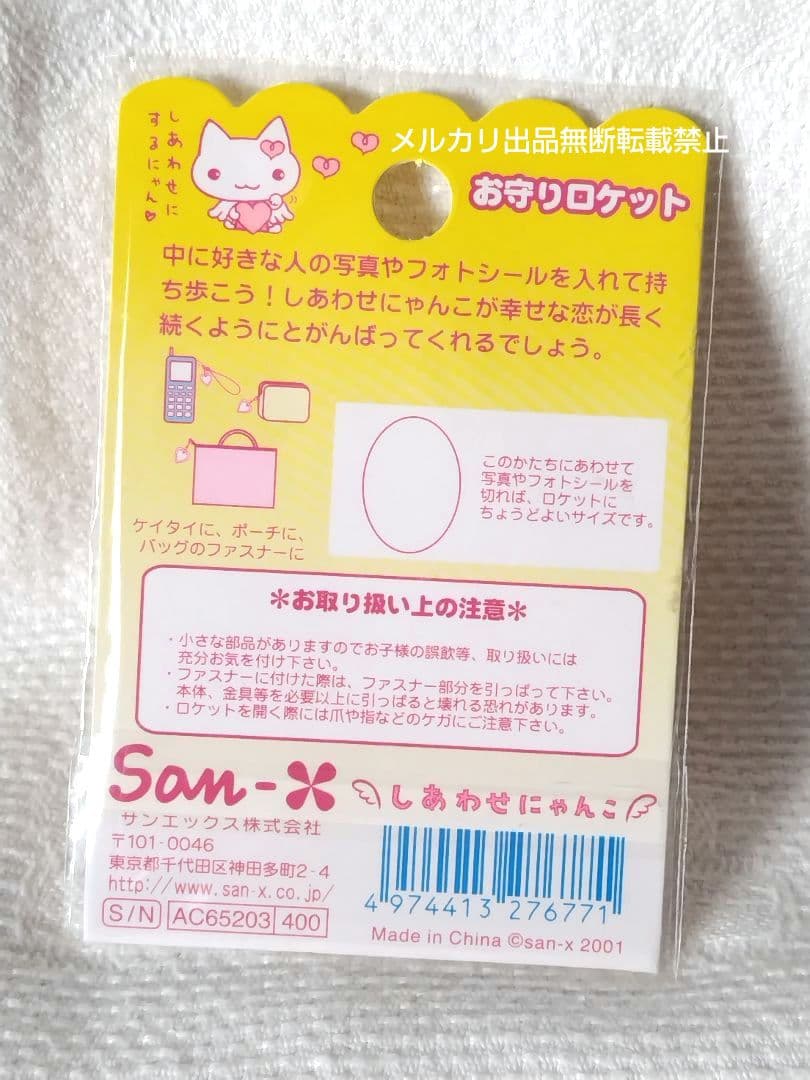 メルカリ出品無断転載禁止
しあわせに
するにゃん♡
お守りロケット
中に好きな人の写真やフォトシールを入れて持
ち歩こう！しあわせにゃんこが幸せな恋が長く
続くようにとがんばってくれるでしょう。
ケイタイに、ポーチに、
バッグのファスナーに
このかたちにあわせて
写真やフォトシールを
切れば、ロケットに
ちょうどよいサイズです。
＊お取り扱い上の注意＊
・小さな部品がありますのでお子様の誤飲等、取り扱いには
充分お気を付け下さい。
・ファスナーに付けた際は、ファスナー部分を引っぱって下さい。
本体、金具等を必要以上に引っぱると壊れる恐れがあります。
・ロケットを開く際には爪や指などのケガにご注意下さい。
San-X
しあわせにゃんこ
サンエックス株式会社
〒101-0046
東京都千代田区神田多町2-4
http://www.san-x.co.jp/
S/N AC65203 400
4 974413 276771
Made in China ©san-x 2001